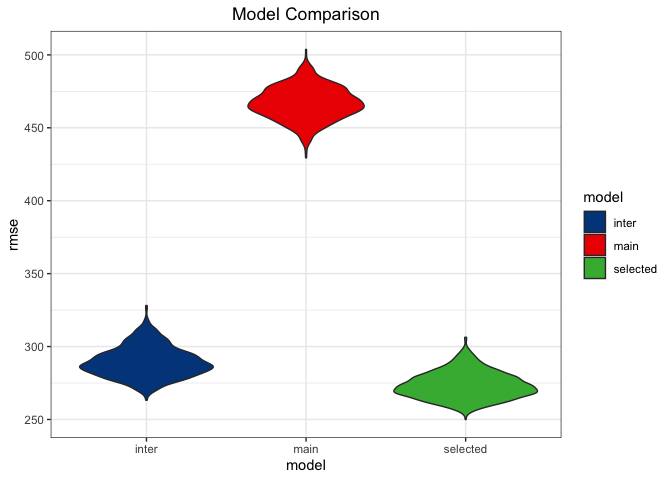 Model Comparison
rmse
500
450
400
350
300
250
inter
main
selected
model
model
inter
main
selected